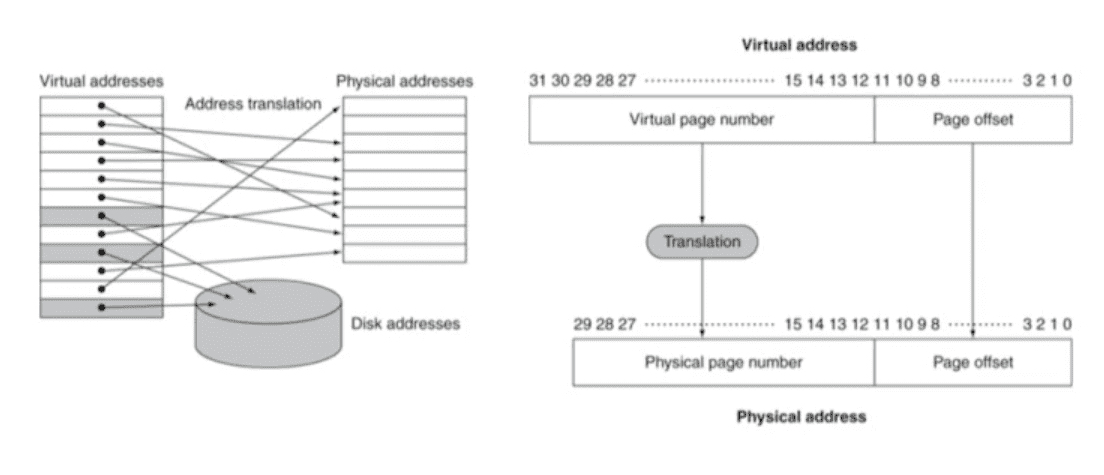 Virtual addresses
Address translation
Physical addresses
Disk addresses
Virtual address
31 30 29 28 27 ························ 15 14 13 12 11 10 9 8 ··········· 3 2 1 0
Virtual page number
Page offset
Translation
29 28 27 ························ 15 14 13 12 11 10 9 8 ··········· 3 2 1 0
Physical page number
Page offset
Physical address